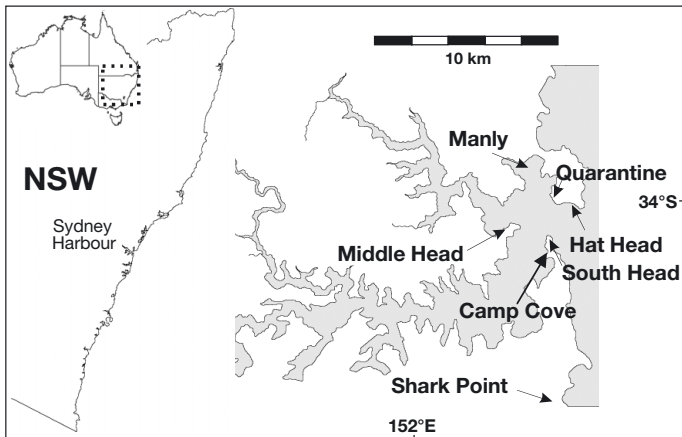 10 km
Manly
NSW
Quarantine
34°S
Sydney
Harbour
Middle Head
Hat Head
South Head
Camp Cove
Shark Point
152°E